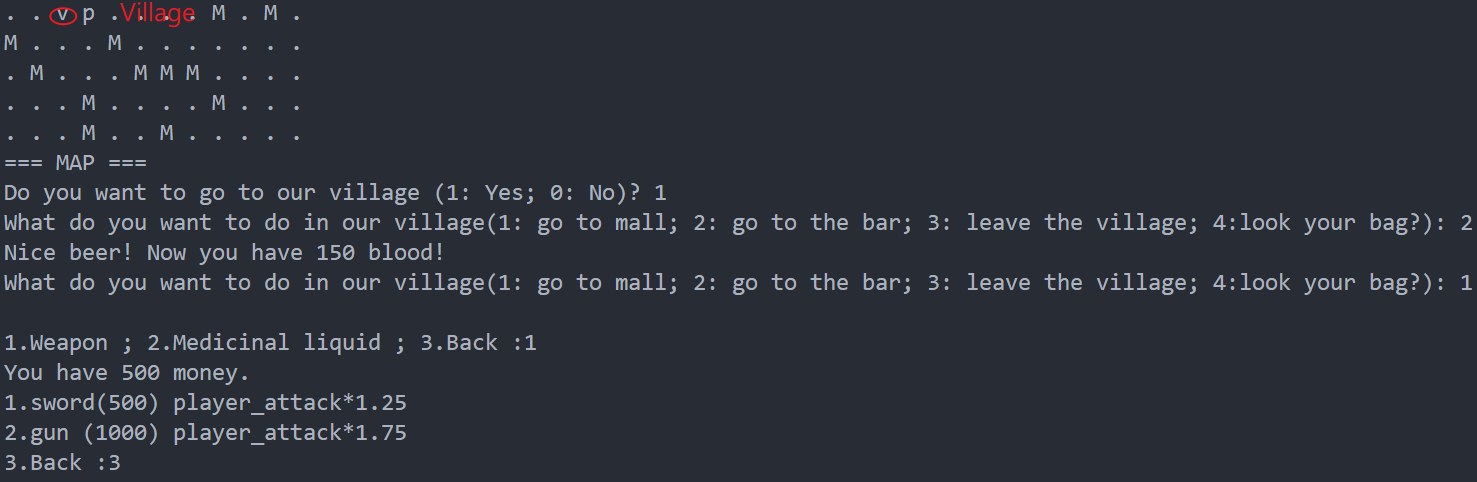 . . v p . . . . M . M .
Village
M . . . M . . . . . . .
. M . . . M M M . . . .
. . . M . . . . M . . .
. . . M . . M . . . . .
=== MAP ===
Do you want to go to our village (1: Yes; 0: No)? 1
What do you want to do in our village(1: go to mall; 2: go to the bar; 3: leave the village; 4:look your bag?): 2
Nice beer! Now you have 150 blood!
What do you want to do in our village(1: go to mall; 2: go to the bar; 3: leave the village; 4:look your bag?): 1
1.Weapon ; 2.Medicinal liquid ; 3.Back :1
You have 500 money.
1.sword(500) player_attack*1.25
2.gun (1000) player_attack*1.75
3.Back :3